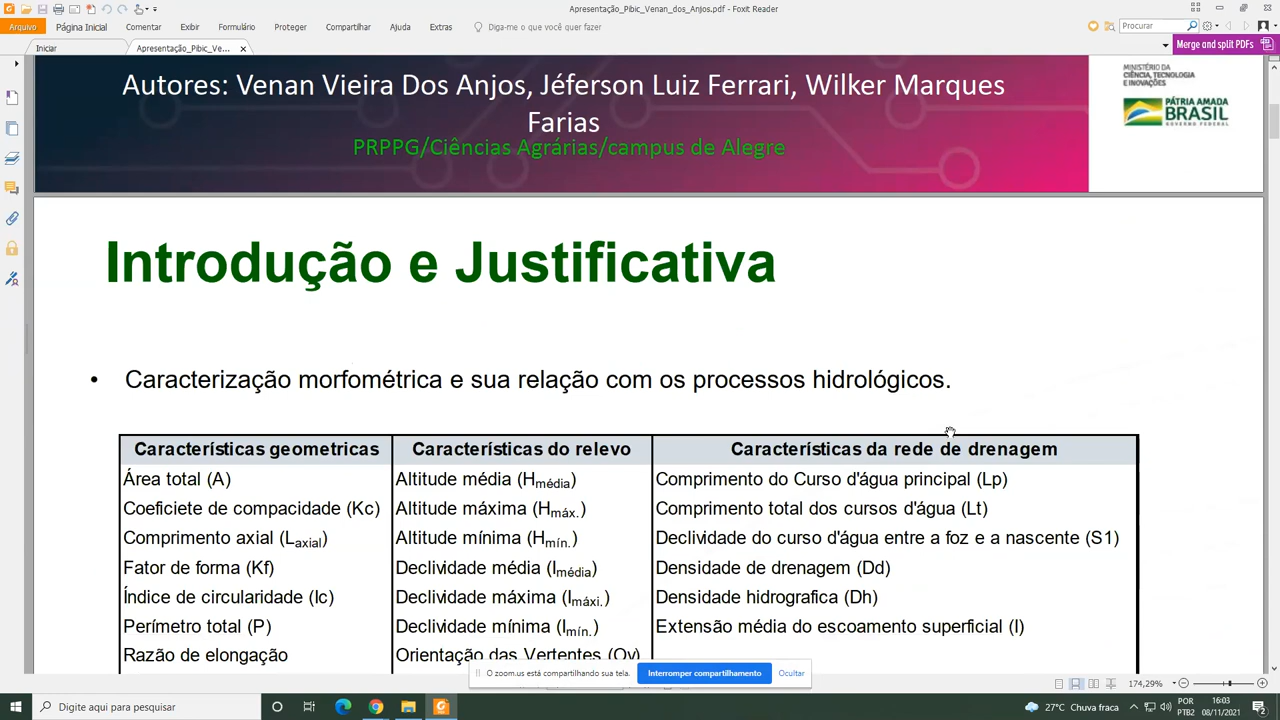 Apresentação_Pibic_Venan_dos_Anjos.pdf - Foxit Reader
Arquivo Página Inicial Comentar Exibir Formulário Proteger Compartilhar Ajuda Extras Diga-me o que você quer fazer Procurar
Iniciar Apresentação_Pibic_Ve... Merge and split PDFs
Autores: Venan Vieira Dos Anjos, Jéferson Luiz Ferrari, Wilker Marques
Farias
PRPPG/Ciências Agrárias/campus de Alegre
MINISTÉRIO DA
CIÊNCIA, TECNOLOGIA
E INOVAÇÕES
PÁTRIA AMADA
BRASIL
GOVERNO FEDERAL
Introdução e Justificativa
• Caracterização morfométrica e sua relação com os processos hidrológicos.
Características geometricas Características do relevo Características da rede de drenagem
Área total (A) Altitude média (Hmédia) Comprimento do Curso d'água principal (Lp)
Coeficiete de compacidade (Kc) Altitude máxima (Hmáx.) Comprimento total dos cursos d'água (Lt)
Comprimento axial (Laxial) Altitude mínima (Hmín.) Declividade do curso d'água entre a foz e a nascente (S1)
Fator de forma (Kf) Declividade média (Imédia) Densidade de drenagem (Dd)
Índice de circularidade (Ic) Declividade máxima (Imáxi.) Densidade hidrografica (Dh)
Perímetro total (P) Declividade mínima (Imín.) Extensão média do escoamento superficial (l)
Razão de elongação Orientação das Vertentes (Ov)
O zoom.us está compartilhando sua tela. Interromper compartilhamento Ocultar
174,29%
Digite aqui para pesquisar 27°C Chuva fraca POR 16:03
PTB2 08/11/2021 2